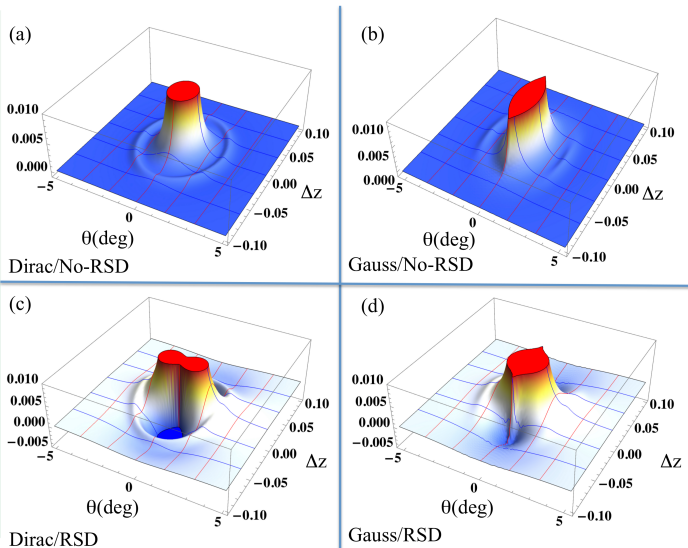 (a)
0.010
0.005
0.000
−5
0
5
θ(deg)
0.10
0.05
0.00
−0.05
−0.10
Δz
Dirac/No-RSD
(b)
0.010
0.005
0.000
−5
0
5
θ(deg)
0.10
0.05
0.00
−0.05
−0.10
Δz
Gauss/No-RSD
(c)
0.010
0.005
0.000
−0.005
−5
0
5
θ(deg)
0.10
0.05
0.00
−0.05
−0.10
Δz
Dirac/RSD
(d)
0.010
0.005
0.000
−0.005
−5
0
5
θ(deg)
0.10
0.05
0.00
−0.05
−0.10
Δz
Gauss/RSD